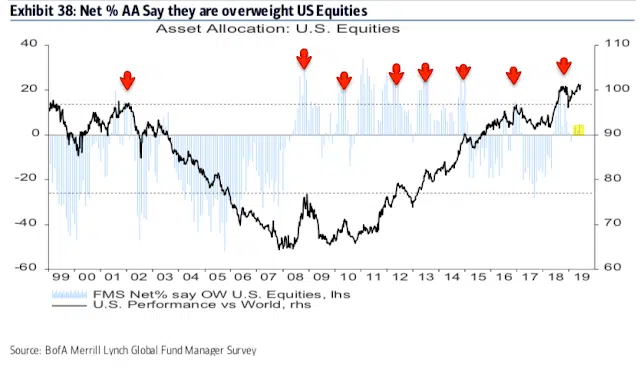 Exhibit 38: Net % AA Say they are overweight US Equities
Asset Allocation: U.S. Equities
40
20
0
-20
-40
-60
110
100
90
80
70
60
99 00 01 02 03 04 05 06 07 08 09 10 11 12 13 14 15 16 17 18 19
FMS Net% say OW U.S. Equities, lhs
U.S. Performance vs World, rhs
Source: BofA Merrill Lynch Global Fund Manager Survey